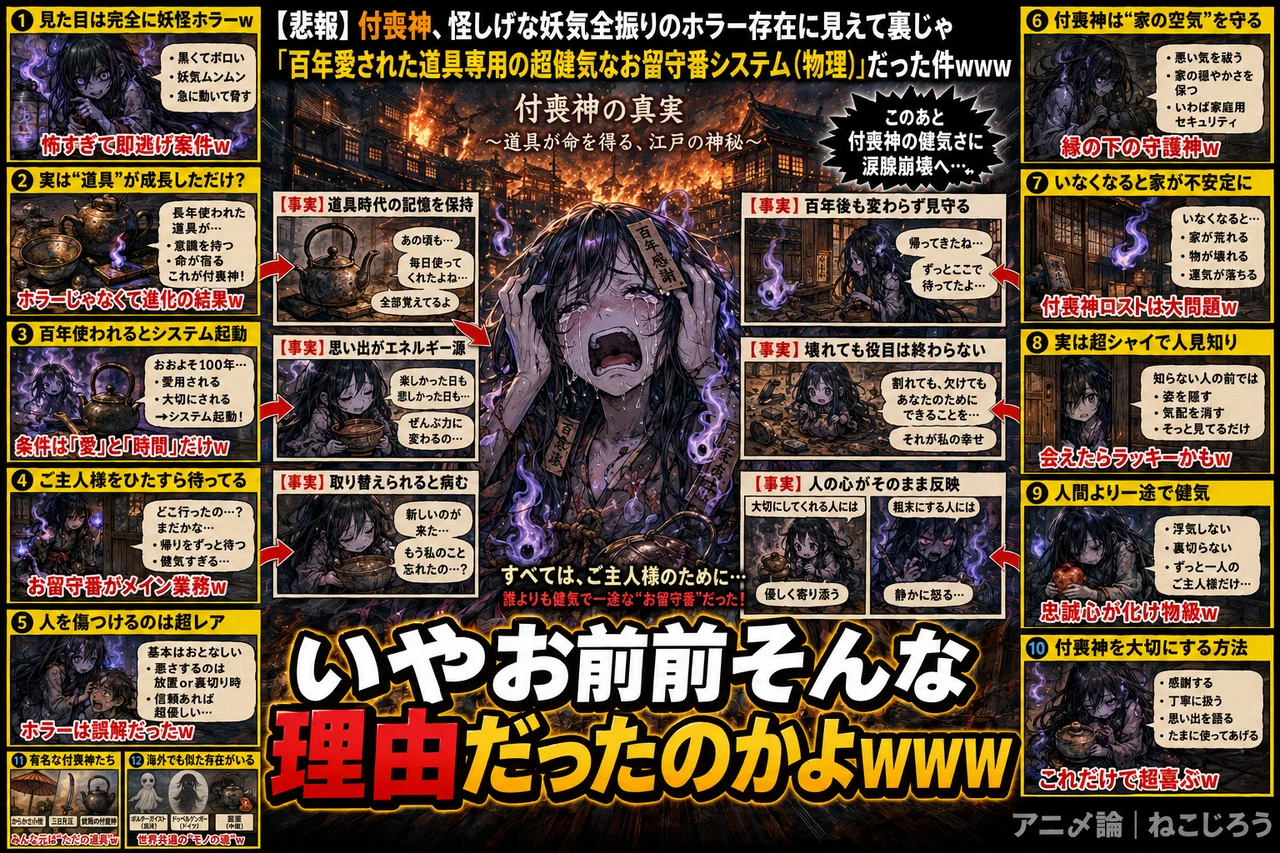 【悲報】付喪神、怪しげな妖気全振りのホラー存在に見えて裏じゃ
「百年愛された道具専用の超健気なお留守番システム(物理)」だった件www
付喪神の真実
〜道具が命を得る、江戸の神秘〜
このあと
付喪神の健気さに
涙腺崩壊へ…
1 見た目は完全に妖怪ホラーw
・黒くてボロい
・妖気ムンムン
・急に動いて脅す
怖すぎて即逃げ案件w
2 実は“道具”が成長しただけ?
長年使われた
道具が…
・意識を持つ
・命が宿る
これが付喪神!
ホラーじゃなくて進化の結果w
3 百年使われるとシステム起動
おおよそ100年…
・愛用される
・大切にされる
→システム起動!
条件は「愛」と「時間」だけw
4 ご主人様をひたすら待ってる
どこ行ったの…?
まだかな…
・帰りをずっと待つ
・健気すぎる…
お留守番がメイン業務w
5 人を傷つけるのは超レア
基本はおとなしい
・悪さするのは
放置or裏切り時
・信頼あれば
超優しい…
ホラーは誤解だったw
11 有名な付喪神たち
からかさ小僧
三日月瓦
みんな元は“ただの道具”w
12 海外でも似た存在がいる
ポルターガイスト
ドッペルゲンガー
(ドイツ)
(中国)
世界共通の“モノの魂”w
【事実】道具時代の記憶を保持
あの頃も…
毎日使って
くれたよね…
全部覚えてるよ
【事実】思い出がエネルギー源
楽しかった日も
悲しかった日も…
ぜんぶ力に
変わるの…
【事実】取り替えられると病む
新しいのが
来た…
もう私のこと
忘れたの…?
百年感謝
【事実】百年後も変わらず見守る
帰ってきたね…
ずっとここで
待ってたよ…
【事実】壊れても役目は終わらない
割れても、欠けても
あなたのために
できることを…
それが私の幸せ
【事実】人の心がそのまま反映
大切にしてくれる人には
優しく寄り添う
粗末にする人には
静かに怒る…
すべては、ご主人様のために…
誰よりも健気で一途な“お留守番”だった!
いやお前前そんな
理由だったのかよwww
6 付喪神は“家の空気”を守る
・悪い気を祓う
・家の穏やかさを
保つ
・いわば家庭用
セキュリティ
縁の下の守護神w
7 いなくなると家が不安定に
いなくなると…
・家が荒れる
・物が壊れる
・運気が落ちる
付喪神ロストは大問題w
8 実は超シャイで人見知り
知らない人の前では
・姿を隠す
・気配を消す
・そっと見てるだけ
会えたらラッキーかもw
9 人間より一途で健気
・浮気しない
・裏切らない
・ずっと一人の
ご主人様だけ…
忠誠心が化け物級w
10 付喪神を大切にする方法
・感謝する
・丁寧に扱う
・思い出を語る
・たまに使ってあげる
これだけで超喜ぶw
アニメ論|ねこじろう